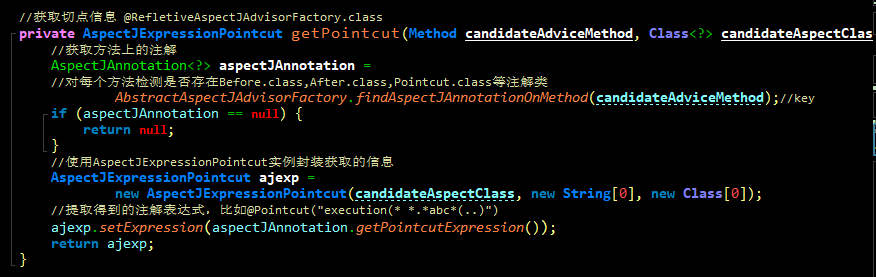 //获取切点信息 @RefletiveAspectJAdvisorFactory.class
private AspectJExpressionPointcut getPointcut(Method candidateAdviceMethod, Class<?> candidateAspectClas
//获取方法上的注解
AspectJAnnotation<?> aspectJAnnotation =
//对每个方法检测是否存在Before.class,After.class,Pointcut.class等注解类
AbstractAspectJAdvisorFactory.findAspectJAnnotationOnMethod(candidateAdviceMethod);//key
if (aspectJAnnotation == null) {
return null;
}
//使用AspectJExpressionPointcut实例封装获取的信息
AspectJExpressionPointcut ajexp =
new AspectJExpressionPointcut(candidateAspectClass, new String[0], new Class[0]);
//提取得到的注解表达式, 比如@Pointcut("execution(* *.*abc*(..)")
ajexp.setExpression(aspectJAnnotation.getPointcutExpression());
return ajexp;
}